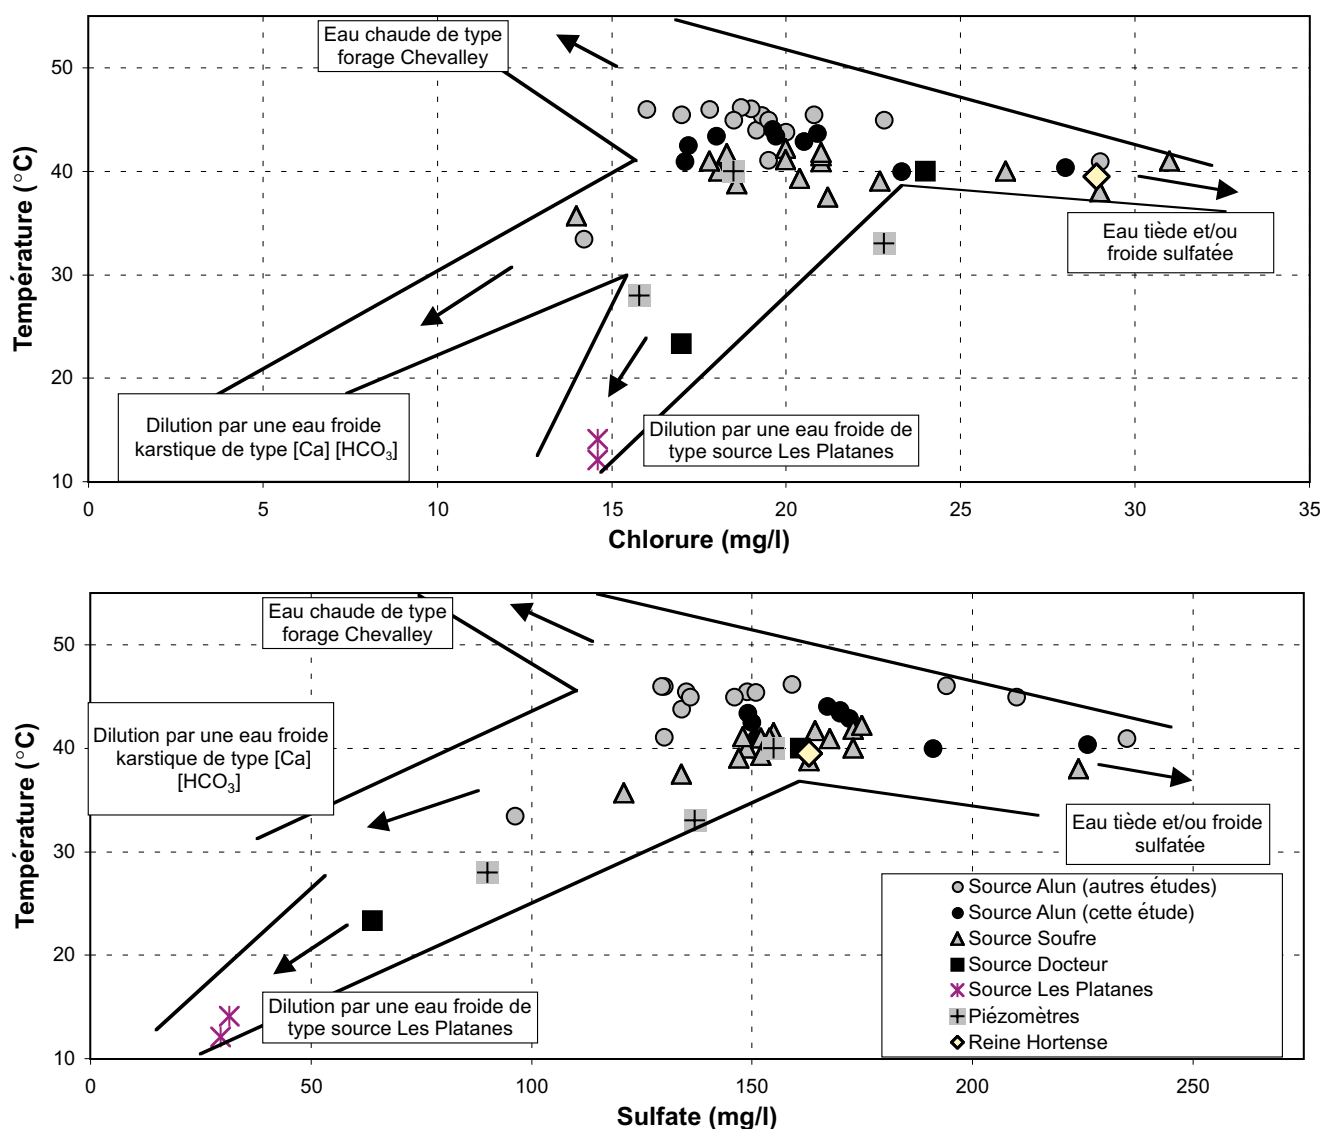 Eau chaude de type
forage Chevalley
Température (°C)
50
40
30
20
10
Eau tiède et/ou
froide sulfatée
Dilution par une eau froide
karstique de type [Ca] [HCO₃]
Dilution par une eau froide de
type source Les Platanes
0
5
10
15
20
25
30
35
Chlorure (mg/l)
Eau chaude de type
forage Chevalley
Température (°C)
50
40
30
20
10
Dilution par une eau froide
karstique de type [Ca]
[HCO₃]
Eau tiède et/ou froide
sulfatée
Dilution par une eau froide de
type source Les Platanes
Source Alun (autres études)
Source Alun (cette étude)
Source Soufre
Source Docteur
Source Les Platanes
Piézomètres
Reine Hortense
0
50
100
150
200
250
Sulfate (mg/l)